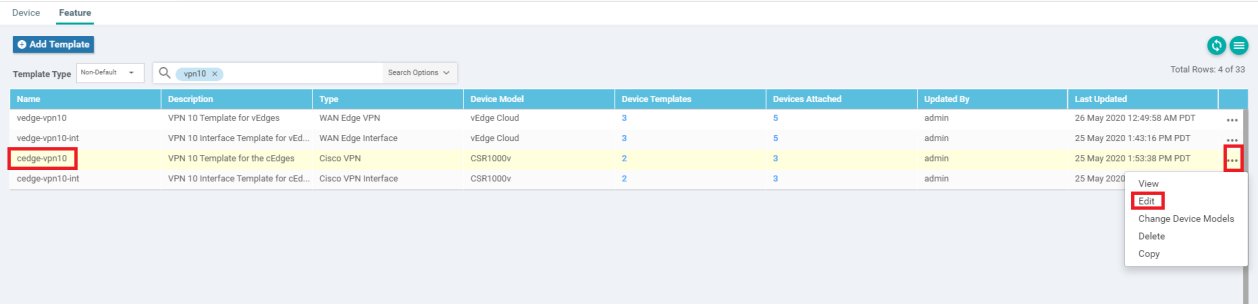 Device Feature
Add Template
Template Type Non-Default vpn10 × Search Options Total Rows: 4 of 33
Name Description Type Device Model Device Templates Devices Attached Updated By Last Updated
vedge-vpn10 VPN 10 Template for vEdges WAN Edge VPN vEdge Cloud 3 5 admin 26 May 2020 12:49:58 AM PDT •••
vedge-vpn10-int VPN 10 Interface Template for vEd... WAN Edge Interface vEdge Cloud 3 5 admin 25 May 2020 1:43:16 PM PDT •••
cedge-vpn10 VPN 10 Template for the cEdges Cisco VPN CSR1000v 2 3 admin 25 May 2020 1:53:38 PM PDT •••
cedge-vpn10-int VPN 10 Interface Template for cEd... Cisco VPN Interface CSR1000v 2 3 admin 25 May 2020
View
Edit
Change Device Models
Delete
Copy